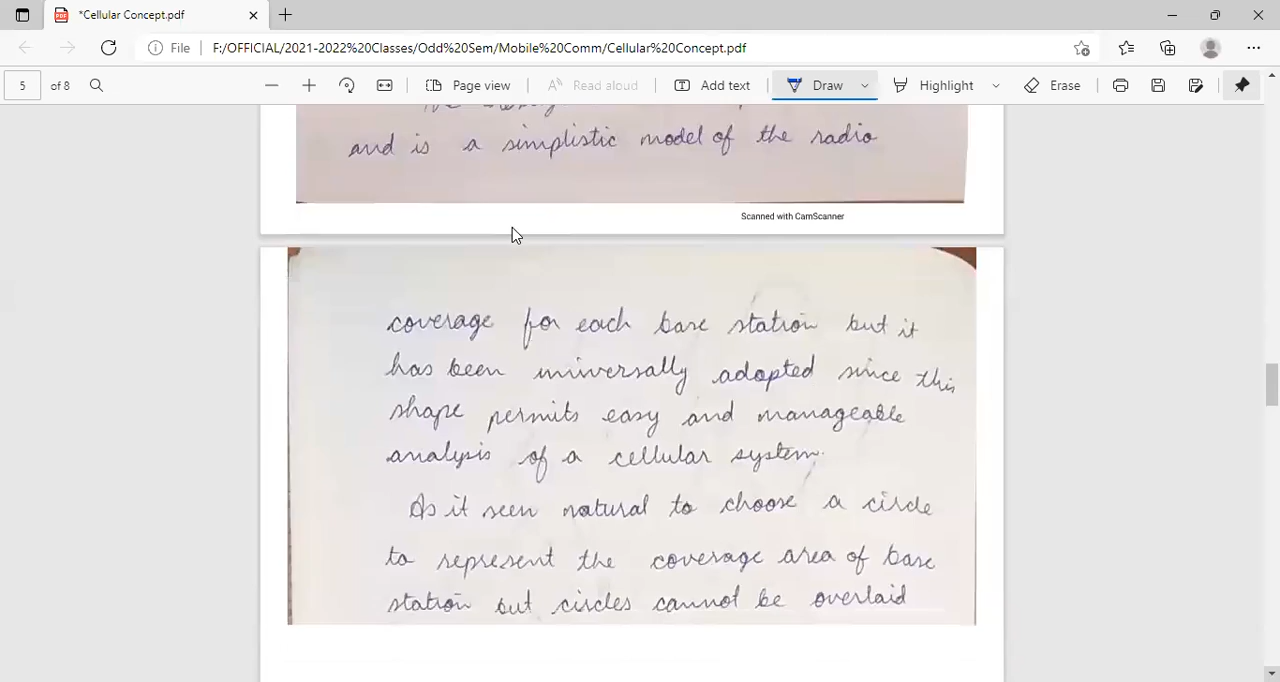 *Cellular Concept.pdf
File F:/OFFICIAL/2021-2022%20Classes/Odd%20Sem/Mobile%20Comm/Cellular%20Concept.pdf
5 of 8 Page view Read aloud Add text Draw Highlight Erase
and is a simplistic model of the radio
Scanned with CamScanner
coverage for each base station but it
has been universally adopted since this
shape permits easy and manageable
analysis of a cellular system.
As it seen natural to choose a circle
to represent the coverage area of base
station but circles cannot be overlaid